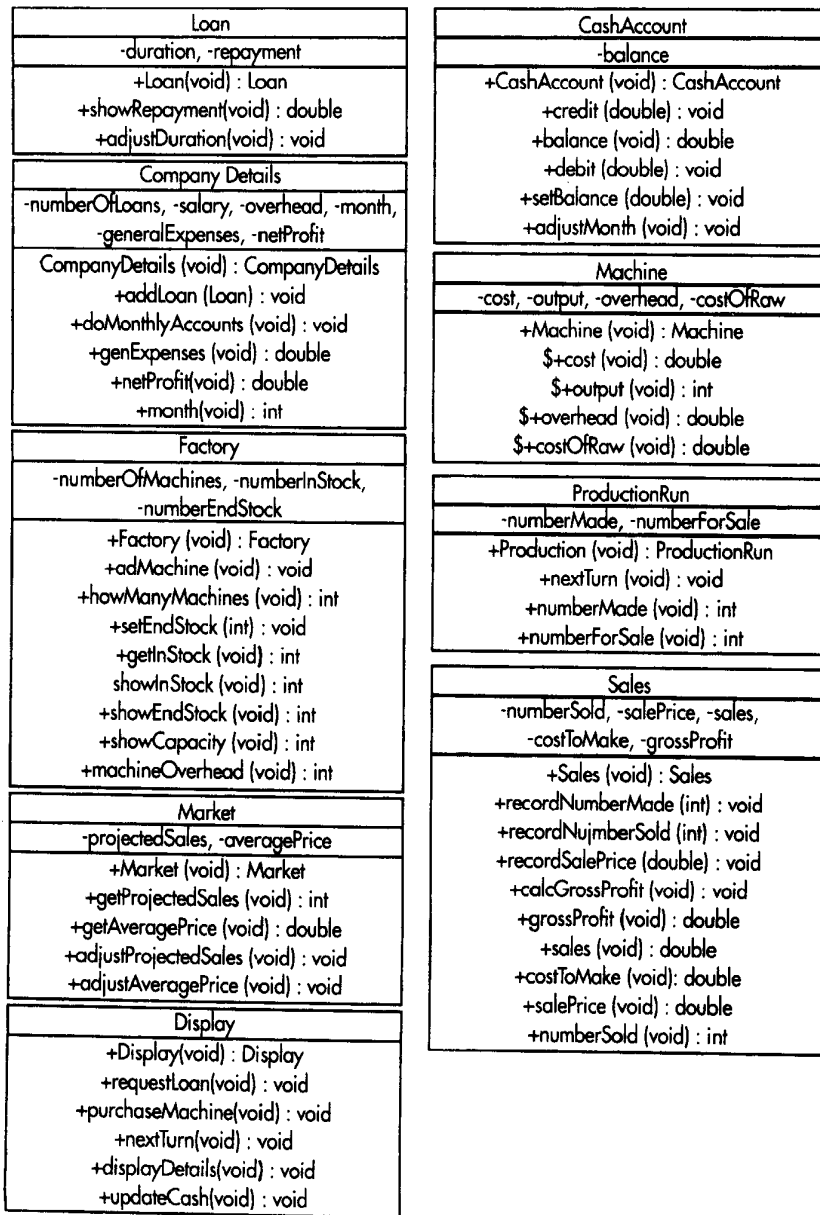 Loan
-duration, -repayment
+Loan(void) : Loan
+showRepayment(void) : double
+adjustDuration(void) : void
Company Details
-numberOfLoans, -salary, -overhead, -month,
-generalExpenses, -netProfit
CompanyDetails (void) : CompanyDetails
+addLoan (Loan) : void
+doMonthlyAccounts (void) : void
+genExpenses (void) : double
+netProfit(void) : double
+month(void) : int
Factory
-numberOfMachines, -numberInStock,
-numberEndStock
+Factory (void) : Factory
+adMachine (void) : void
+howManyMachines (void) : int
+setEndStock (int) : void
+getInStock (void) : int
showInStock (void) : int
+showEndStock (void) : int
+showCapacity (void) : int
+machineOverhead (void) : int
Market
-projectedSales, -averagePrice
+Market (void) : Market
+getProjectedSales (void) : int
+getAveragePrice (void) : double
+adjustProjectedSales (void) : void
+adjustAveragePrice (void) : void
Display
+Display(void) : Display
+requestLoan(void) : void
+purchaseMachine(void) : void
+nextTurn(void) : void
+displayDetails(void) : void
+updateCash(void) : void
CashAccount
-balance
+CashAccount (void) : CashAccount
+credit (double) : void
+balance (void) : double
+debit (double) : void
+setBalance (double) : void
+adjustMonth (void) : void
Machine
-cost, -output, -overhead, -costOfRaw
+Machine (void) : Machine
$+cost (void) : double
$+output (void) : int
$+overhead (void) : double
$+costOfRaw (void) : double
ProductionRun
-numberMade, -numberForSale
+Production (void) : ProductionRun
+nextTurn (void) : void
+numberMade (void) : int
+numberForSale (void) : int
Sales
-numberSold, -salePrice, -sales,
-costToMake, -grossProfit
+Sales (void) : Sales
+recordNumberMade (int) : void
+recordNujmberSold (int) : void
+recordSalePrice (double) : void
+calcGrossProfit (void) : void
+grossProfit (void) : double
+sales (void) : double
+costToMake (void): double
+salePrice (void) : double
+numberSold (void) : int